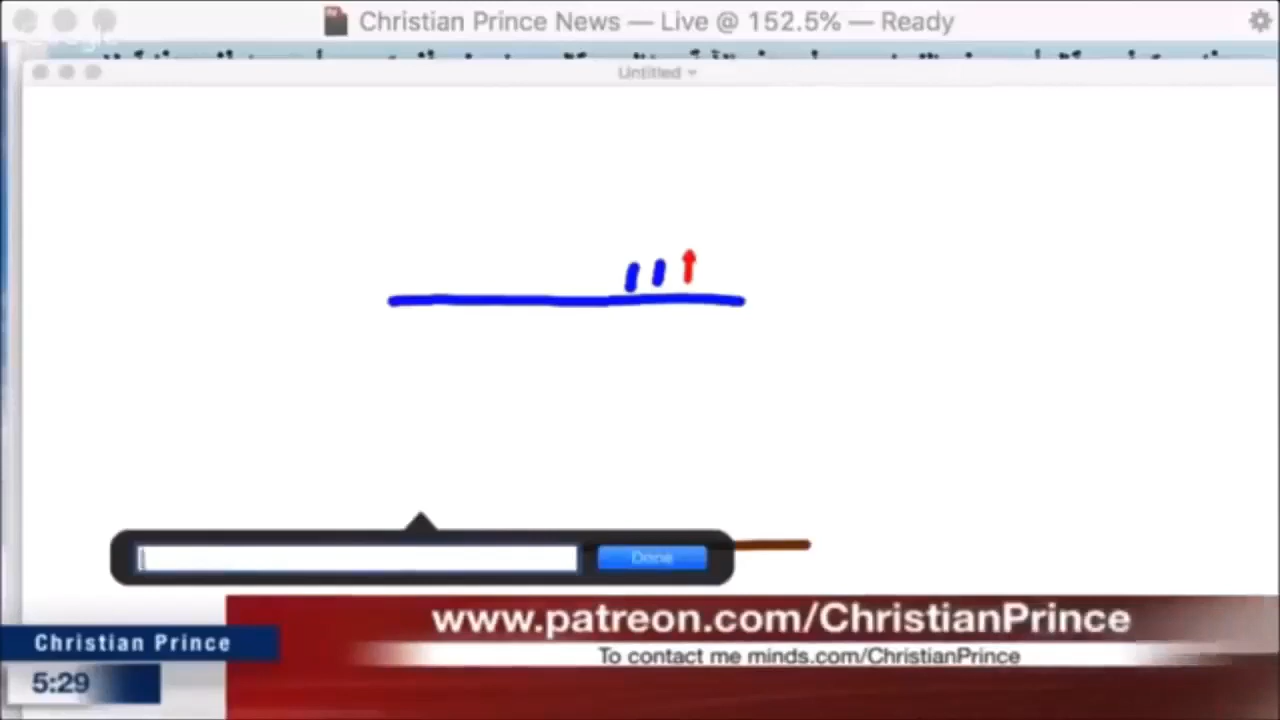 Christian Prince News — Live @ 152.5% — Ready
Google
Untitled
Done
www.patreon.com/ChristianPrince
To contact me minds.com/ChristianPrince
Christian Prince
5:29